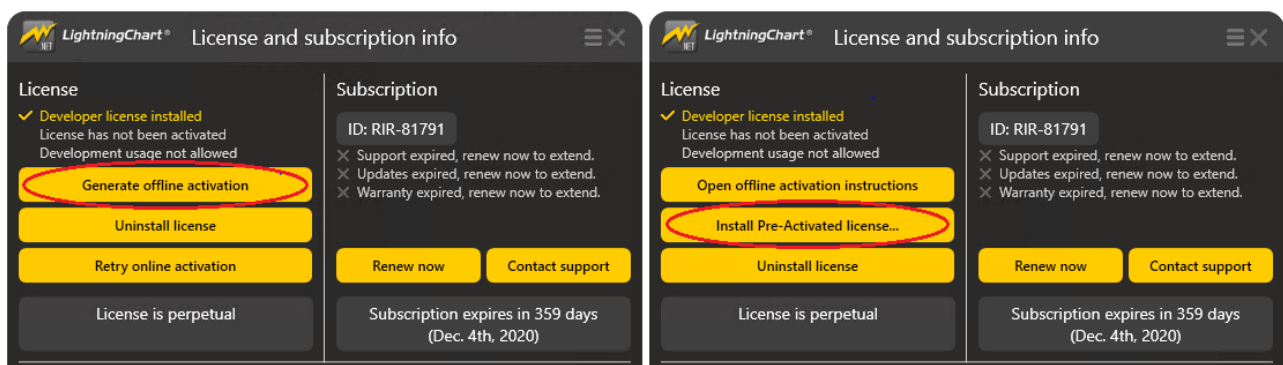 LightningChart® License and subscription info
.NET
License
Developer license installed
License has not been activated
Development usage not allowed
Generate offline activation
Uninstall license
Retry online activation
License is perpetual
Subscription
ID: RIR-81791
Support expired, renew now to extend.
Updates expired, renew now to extend.
Warranty expired, renew now to extend.
Renew now
Contact support
Subscription expires in 359 days
(Dec. 4th, 2020)
LightningChart® License and subscription info
.NET
License
Developer license installed
License has not been activated
Development usage not allowed
Open offline activation instructions
Install Pre-Activated license...
Uninstall license
License is perpetual
Subscription
ID: RIR-81791
Support expired, renew now to extend.
Updates expired, renew now to extend.
Warranty expired, renew now to extend.
Renew now
Contact support
Subscription expires in 359 days
(Dec. 4th, 2020)